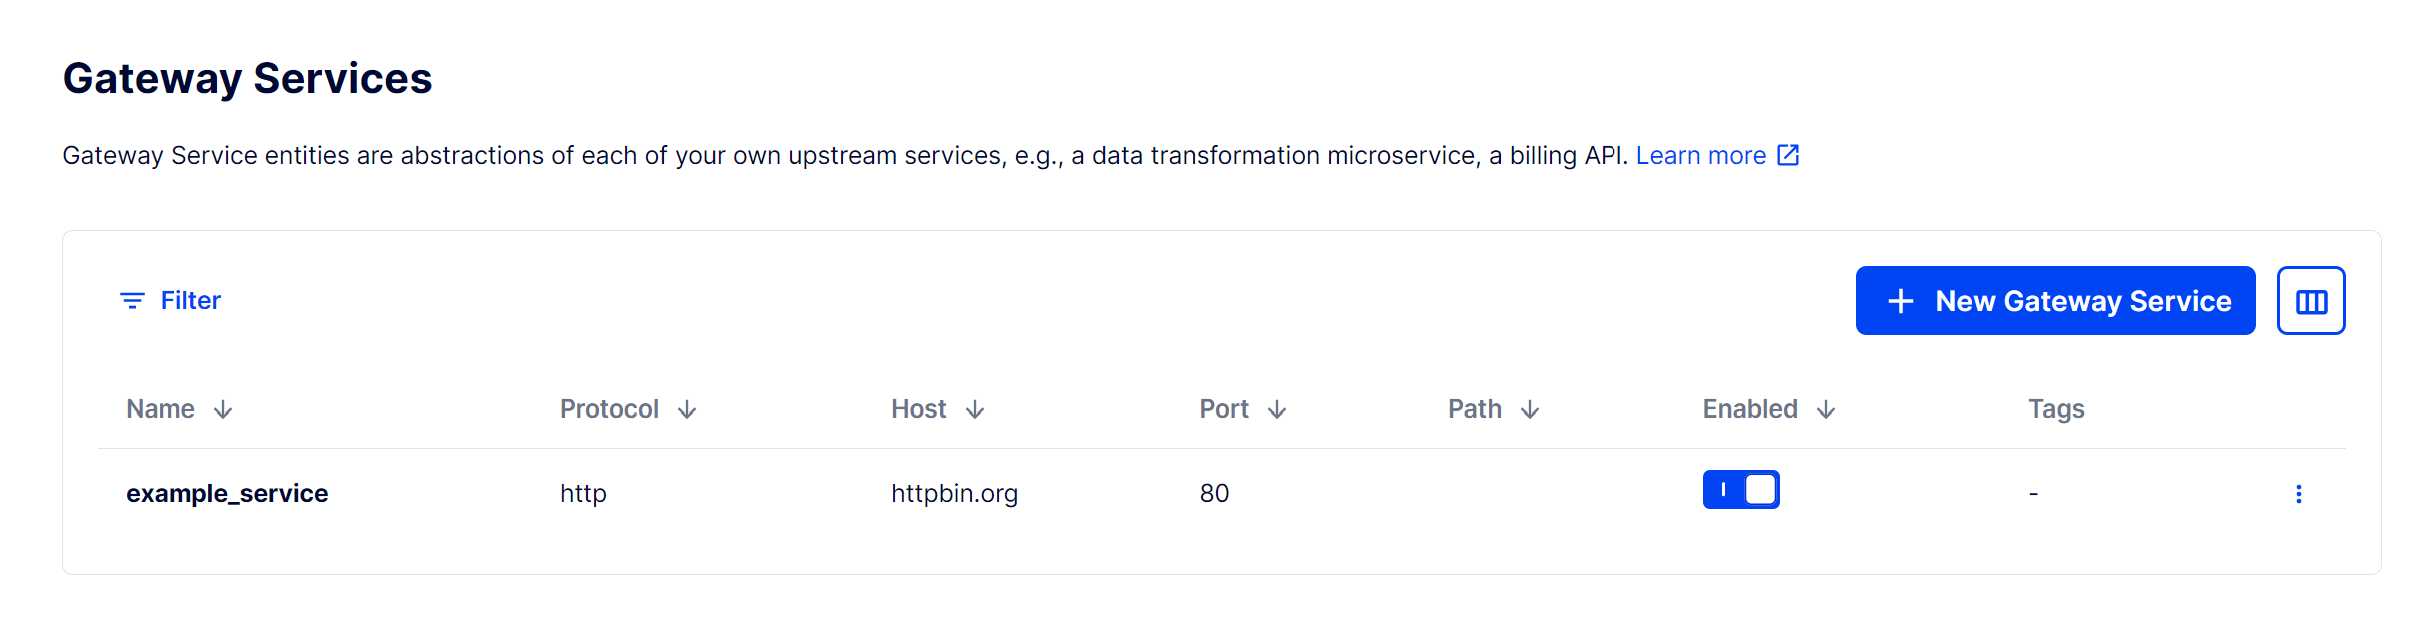 Gateway Services
Gateway Service entities are abstractions of each of your own upstream services, e.g., a data transformation microservice, a billing API. Learn more
Filter
New Gateway Service
Name Protocol Host Port Path Enabled Tags
example_service http httpbin.org 80 -